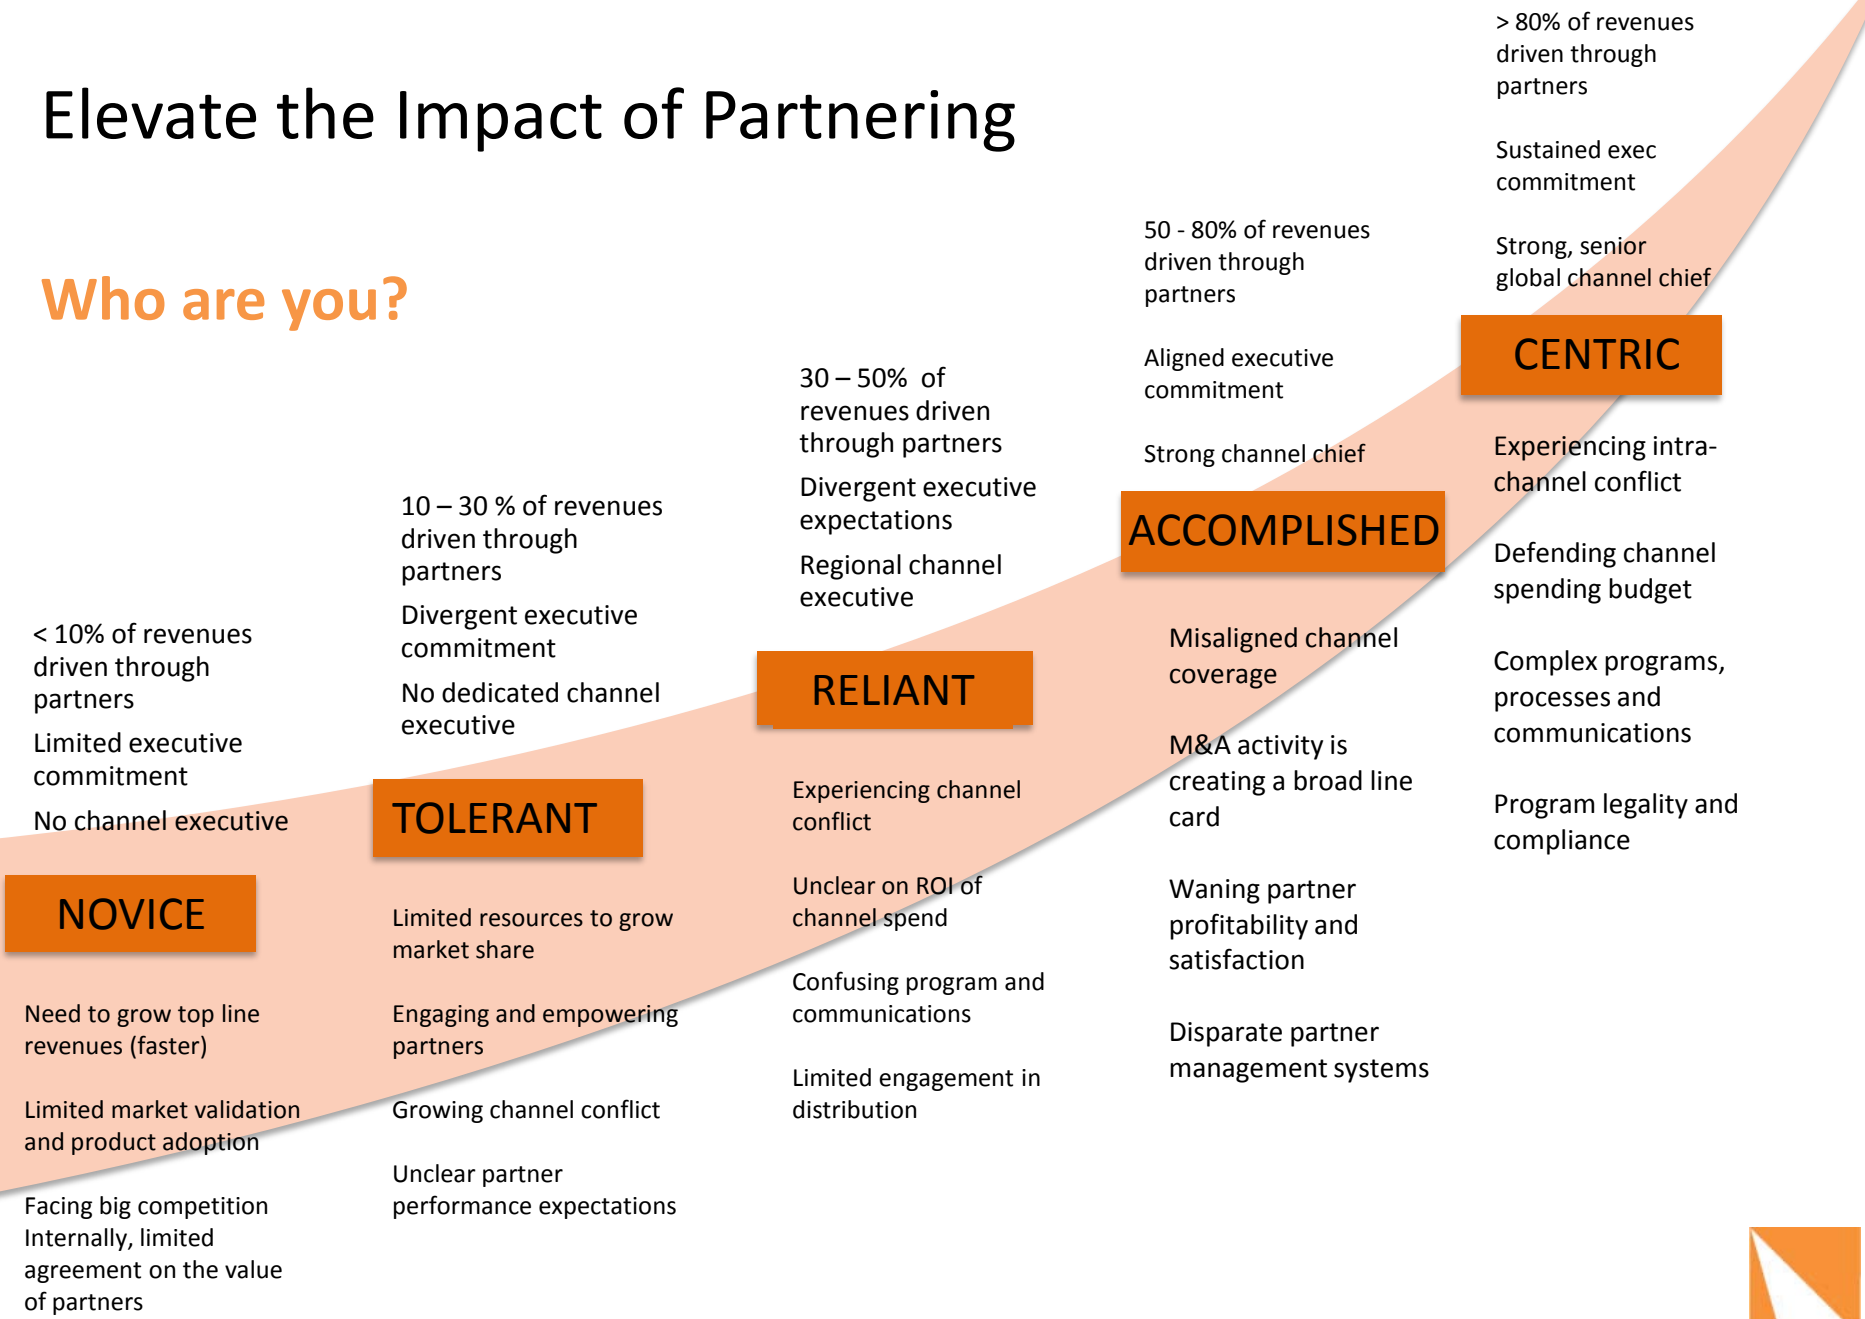 Elevate the Impact of Partnering
Who are you?
< 10% of revenues
driven through
partners
Limited executive
commitment
No channel executive
NOVICE
Need to grow top line
revenues (faster)
Limited market validation
and product adoption
Facing big competition
Internally, limited
agreement on the value
of partners
10 – 30 % of revenues
driven through
partners
Divergent executive
commitment
No dedicated channel
executive
TOLERANT
Limited resources to grow
market share
Engaging and empowering
partners
Growing channel conflict
Unclear partner
performance expectations
30 – 50%  of
revenues driven
through partners
Divergent executive
expectations
Regional channel
executive
RELIANT
Experiencing channel
conflict
Unclear on ROI of
channel spend
Confusing program and
communications
Limited engagement in
distribution
50 - 80% of revenues
driven through
partners
Aligned executive
commitment
Strong channel chief
ACCOMPLISHED
Misaligned channel
coverage
M&A activity is
creating a broad line
card
Waning partner
profitability and
satisfaction
Disparate partner
management systems
> 80% of revenues
driven through
partners
Sustained exec
commitment
Strong, senior
global channel chief
CENTRIC
Experiencing intra-
channel conflict
Defending channel
spending budget
Complex programs,
processes and
communications
Program legality and
compliance